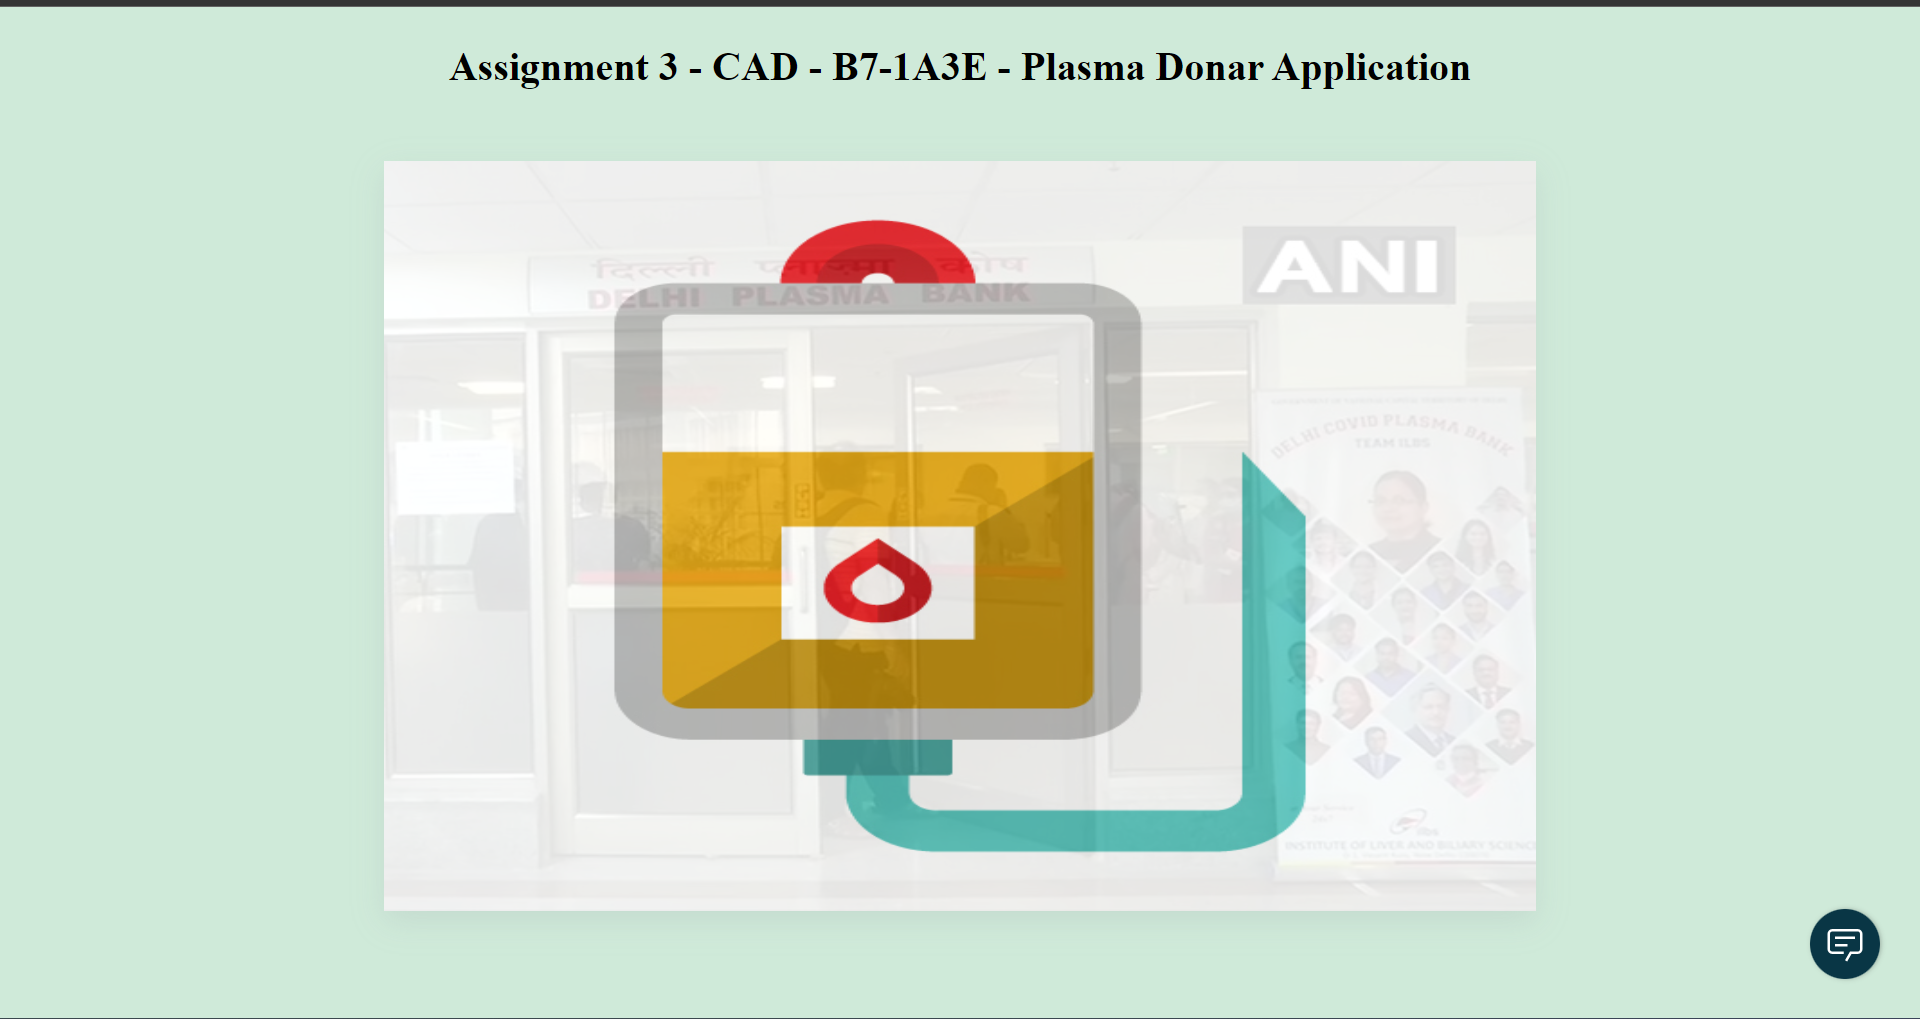 Assignment 3 - CAD - B7-1A3E - Plasma Donar Application
ANI
दिल्ली प्लाज़्मा कोष
DELHI PLASMA BANK
DELHI COVID PLASMA BANK
TEAM ILBS
INSTITUTE OF LIVER AND BILIARY SCIENC